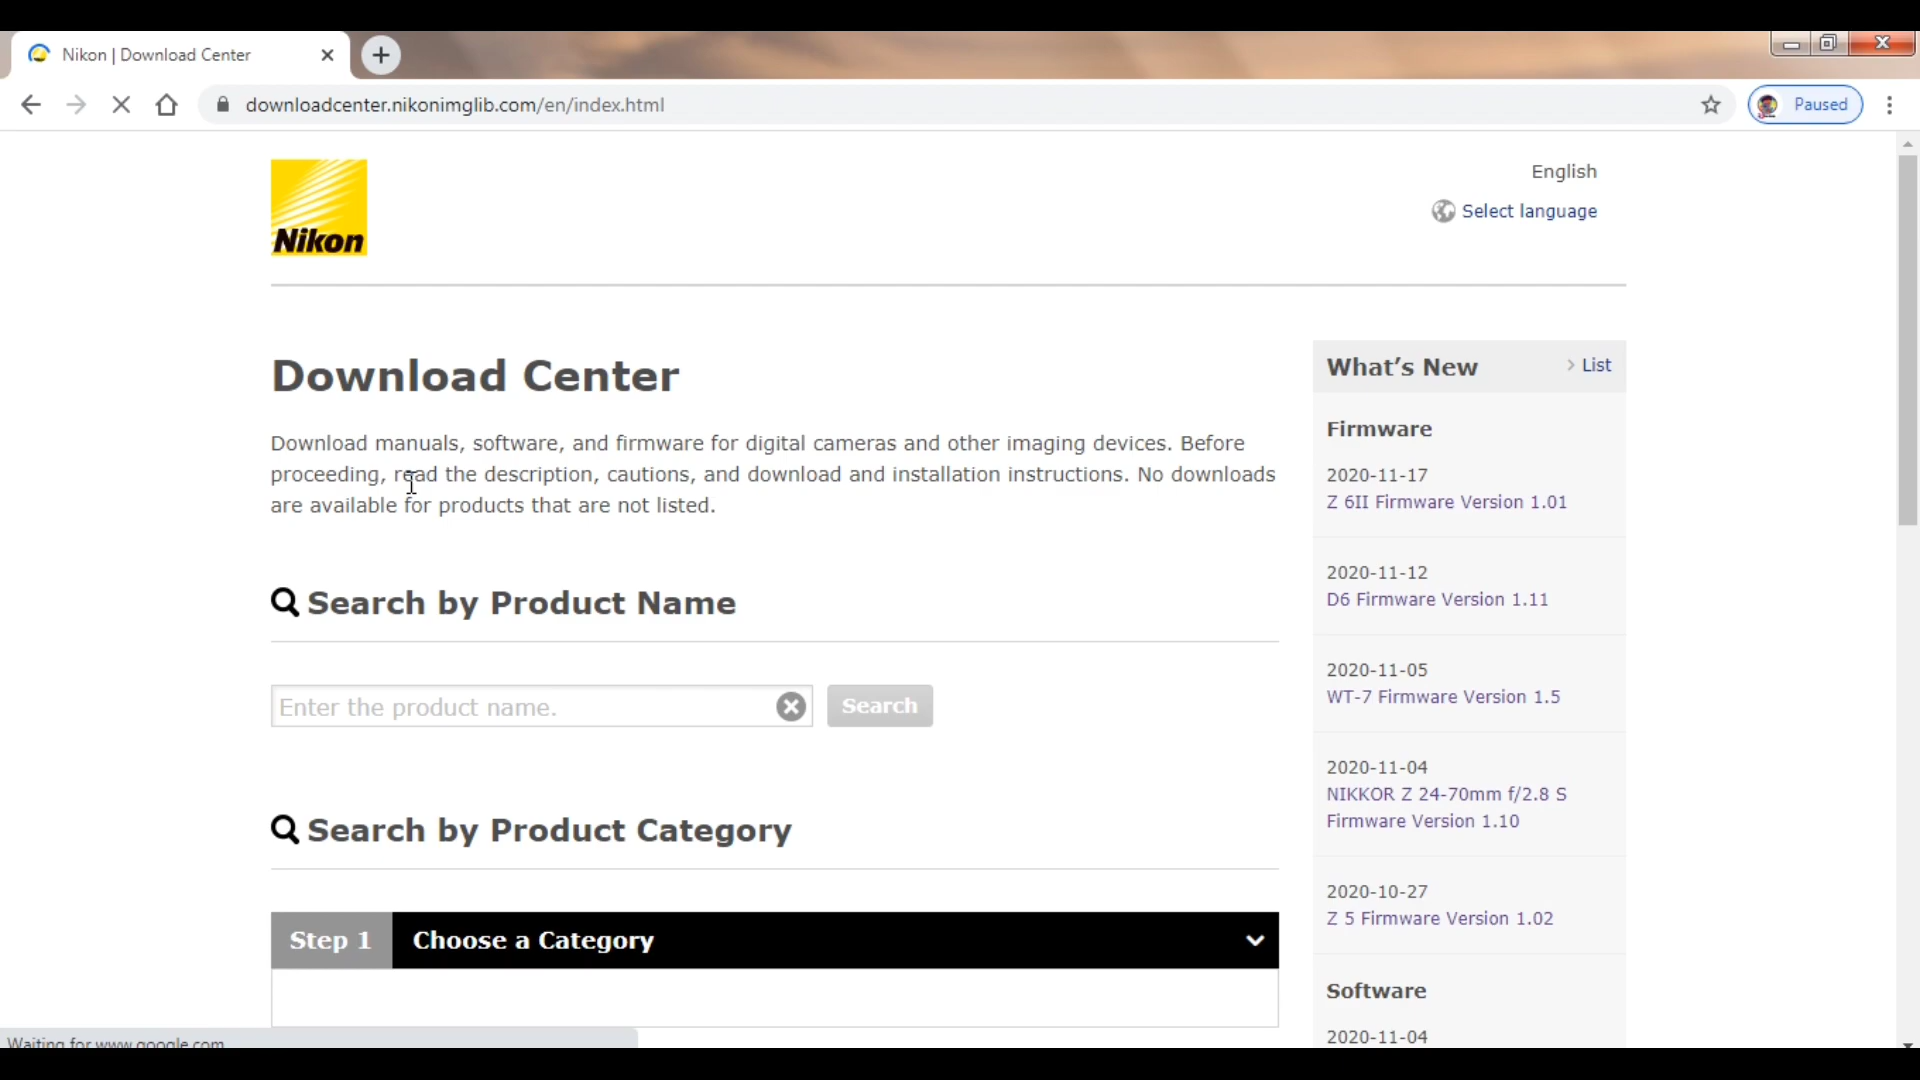 Nikon | Download Center
downloadcenter.nikonimglib.com/en/index.html
Paused
Nikon
English
Select language
Download Center
Download manuals, software, and firmware for digital cameras and other imaging devices. Before
proceeding, read the description, cautions, and download and installation instructions. No downloads
are available for products that are not listed.
Search by Product Name
Enter the product name.
Search
Search by Product Category
Step 1 Choose a Category
What's New
List
Firmware
2020-11-17
Z 6II Firmware Version 1.01
2020-11-12
D6 Firmware Version 1.11
2020-11-05
WT-7 Firmware Version 1.5
2020-11-04
NIKKOR Z 24-70mm f/2.8 S
Firmware Version 1.10
2020-10-27
Z 5 Firmware Version 1.02
Software
2020-11-04
Waiting for www.google.com